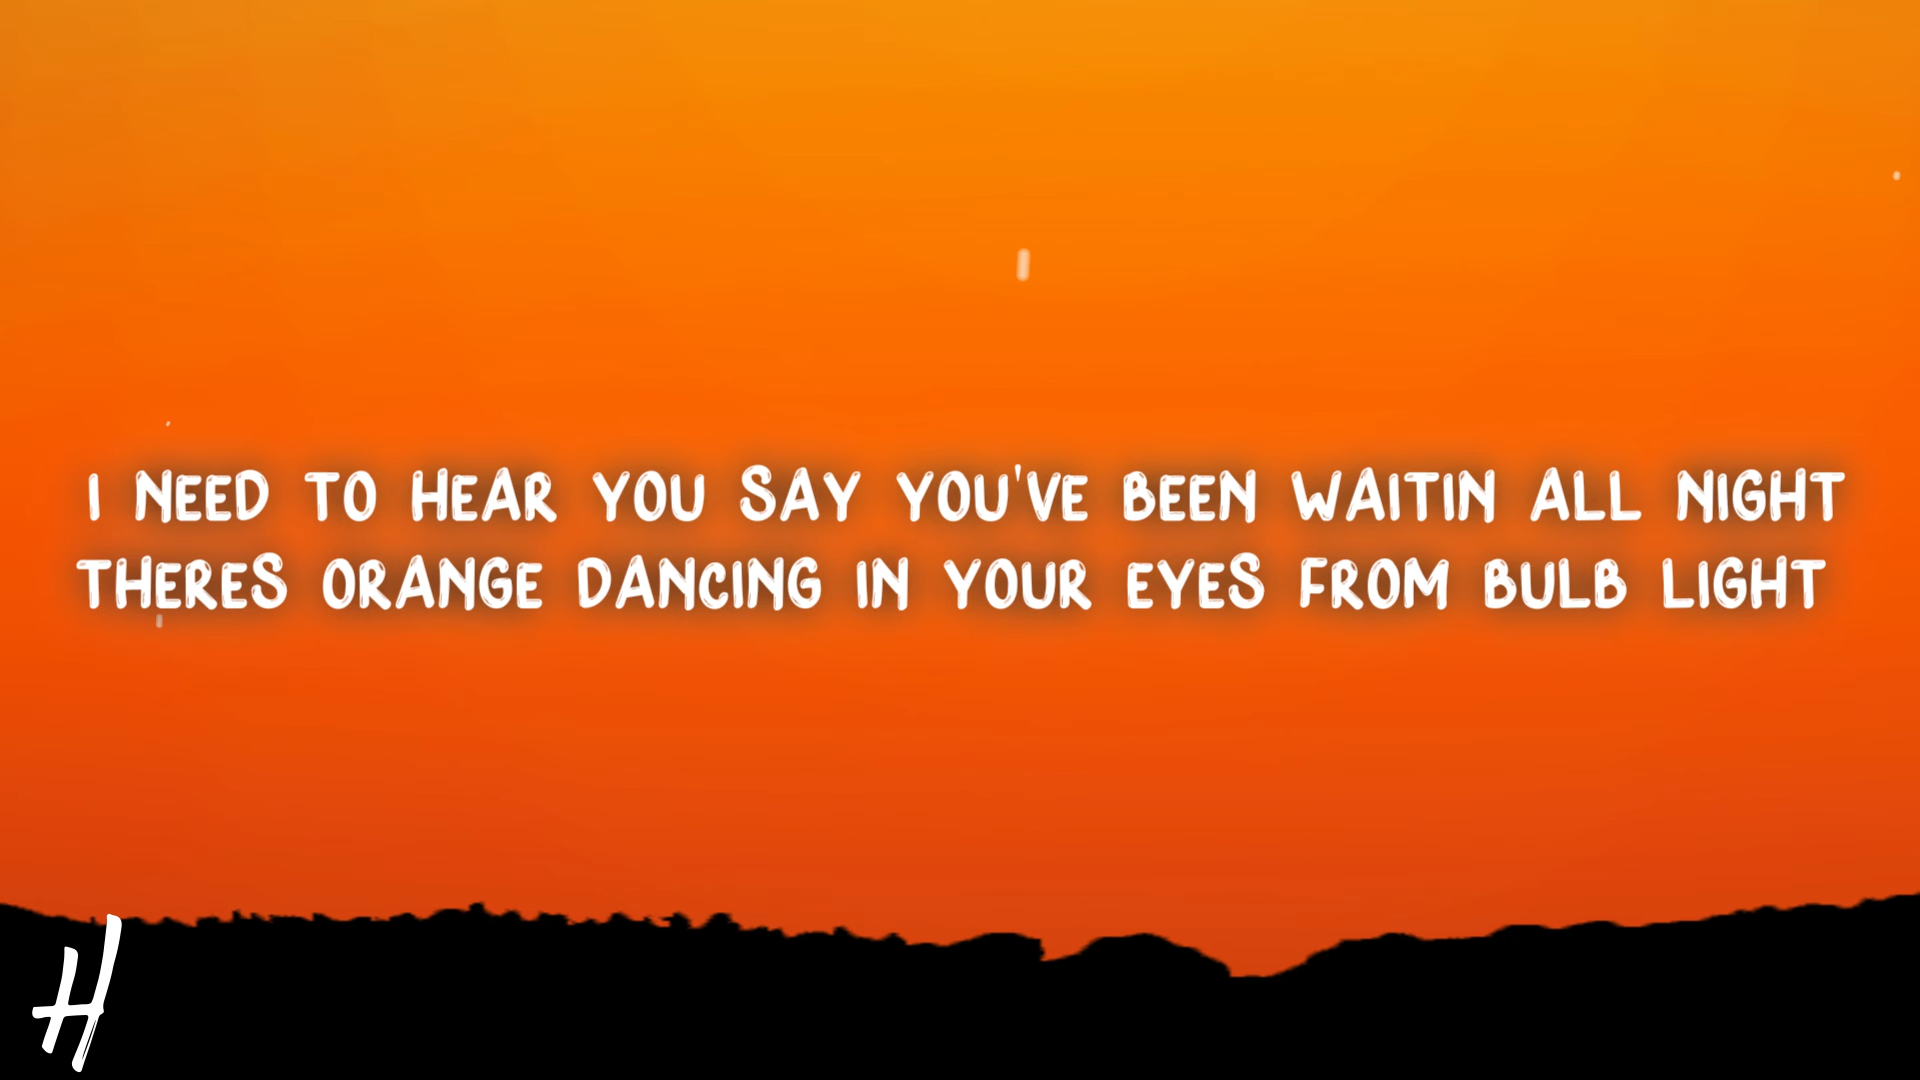 I NEED TO HEAR YOU SAY YOU'VE BEEN WAITIN ALL NIGHT
THERES ORANGE DANCING IN YOUR EYES FROM BULB LIGHT
H